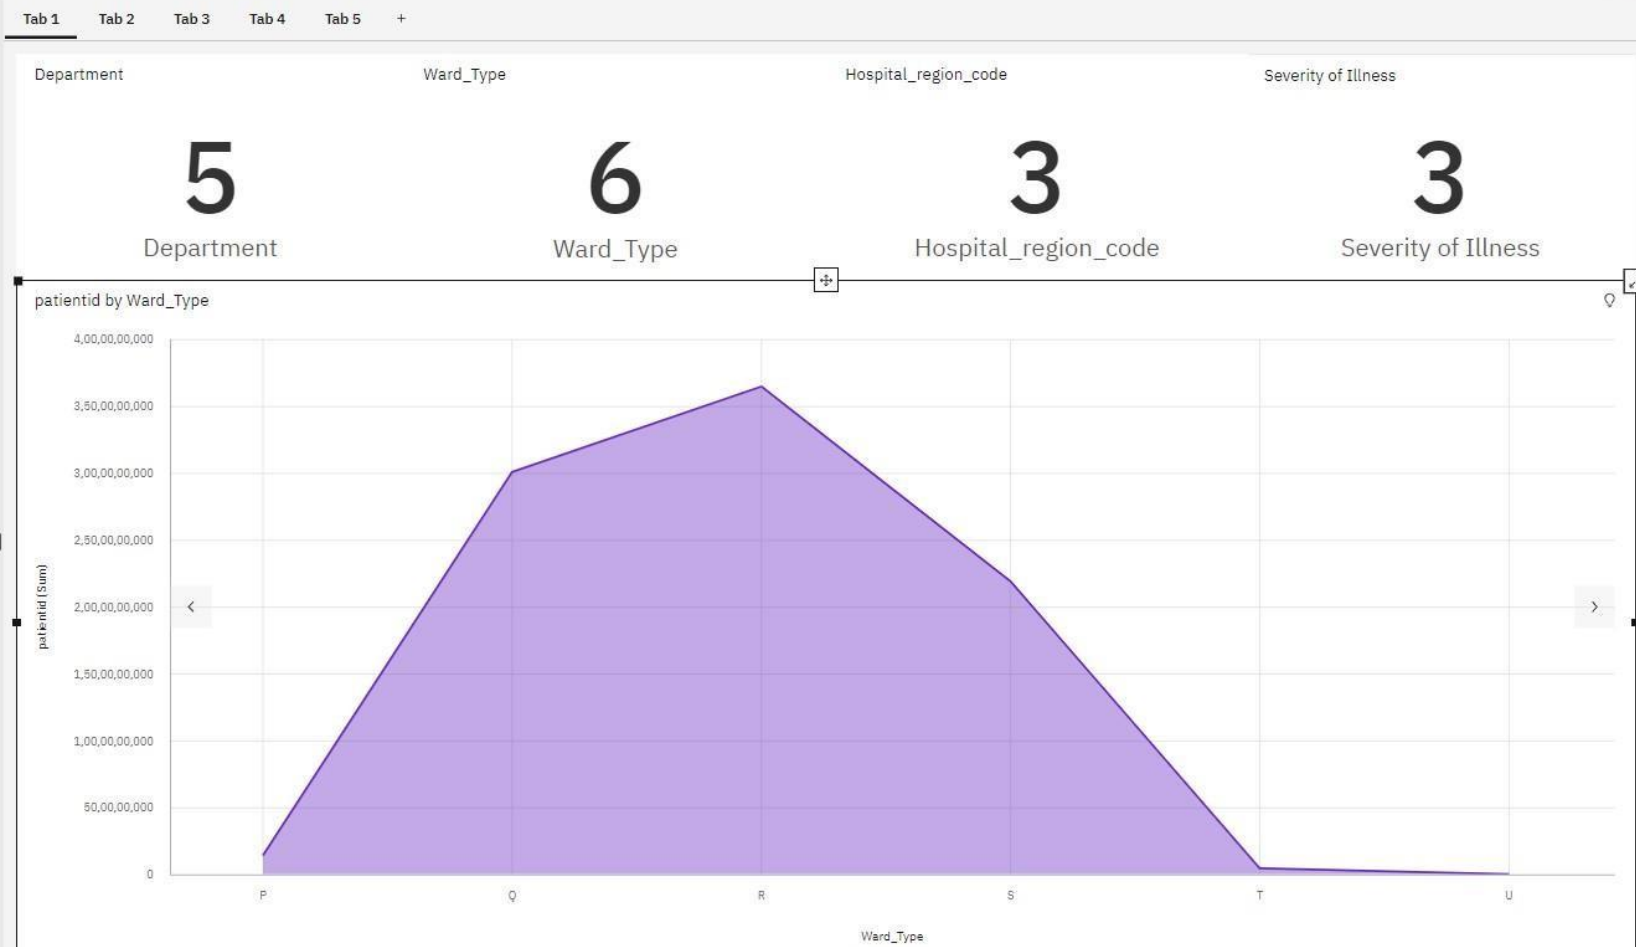 Tab 1 Tab 2 Tab 3 Tab 4 Tab 5 +
Department Ward_Type Hospital_region_code Severity of Illness
5 6 3 3
Department Ward_Type Hospital_region_code Severity of Illness
patientid by Ward_Type
4,00,00,00,000
3,50,00,00,000
3,00,00,00,000
2,50,00,00,000
2,00,00,00,000
1,50,00,00,000
1,00,00,00,000
50,00,00,000
0
patientid (Sum)
P Q R S T U
Ward_Type